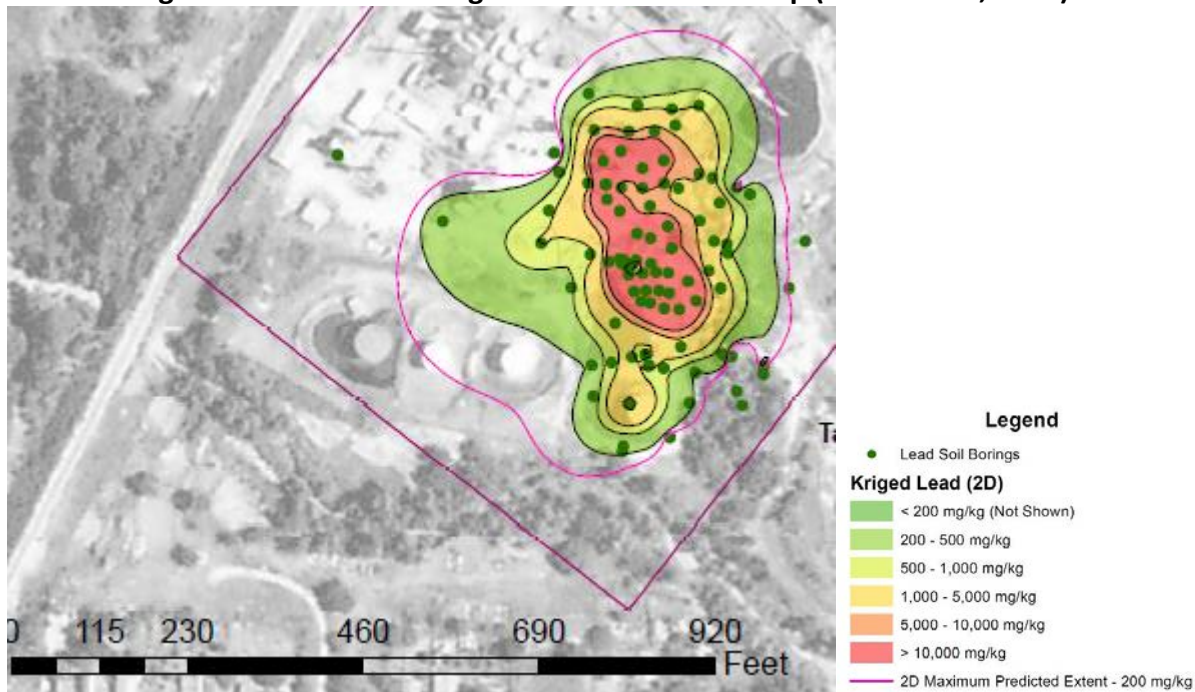 Legend
Lead Soil Borings
Kriged Lead (2D)
< 200 mg/kg (Not Shown)
200 - 500 mg/kg
500 - 1,000 mg/kg
1,000 - 5,000 mg/kg
5,000 - 10,000 mg/kg
> 10,000 mg/kg
2D Maximum Predicted Extent - 200 mg/kg
0 115 230 460 690 920
Feet